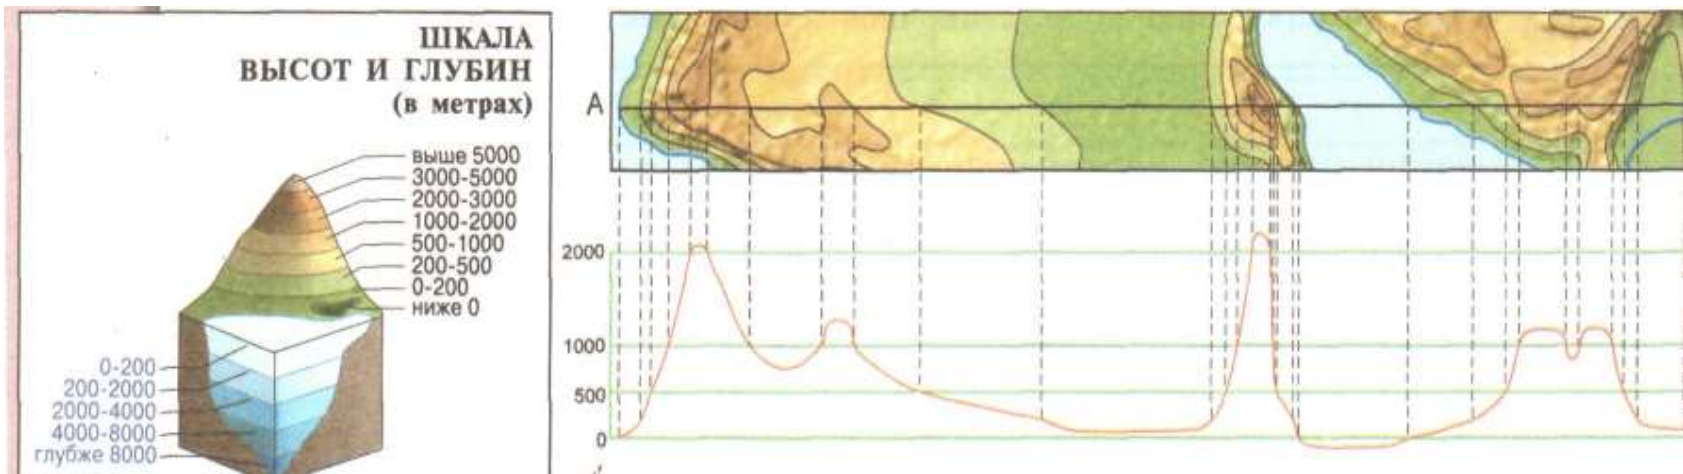 ШКАЛА
ВЫСОТ И ГЛУБИН
(в метрах)
выше 5000
3000-5000
2000-3000
1000-2000
500-1000
200-500
0-200
ниже 0
0-200
200-2000
2000-4000
4000-8000
глубже 8000
А
2000
1000
500
0